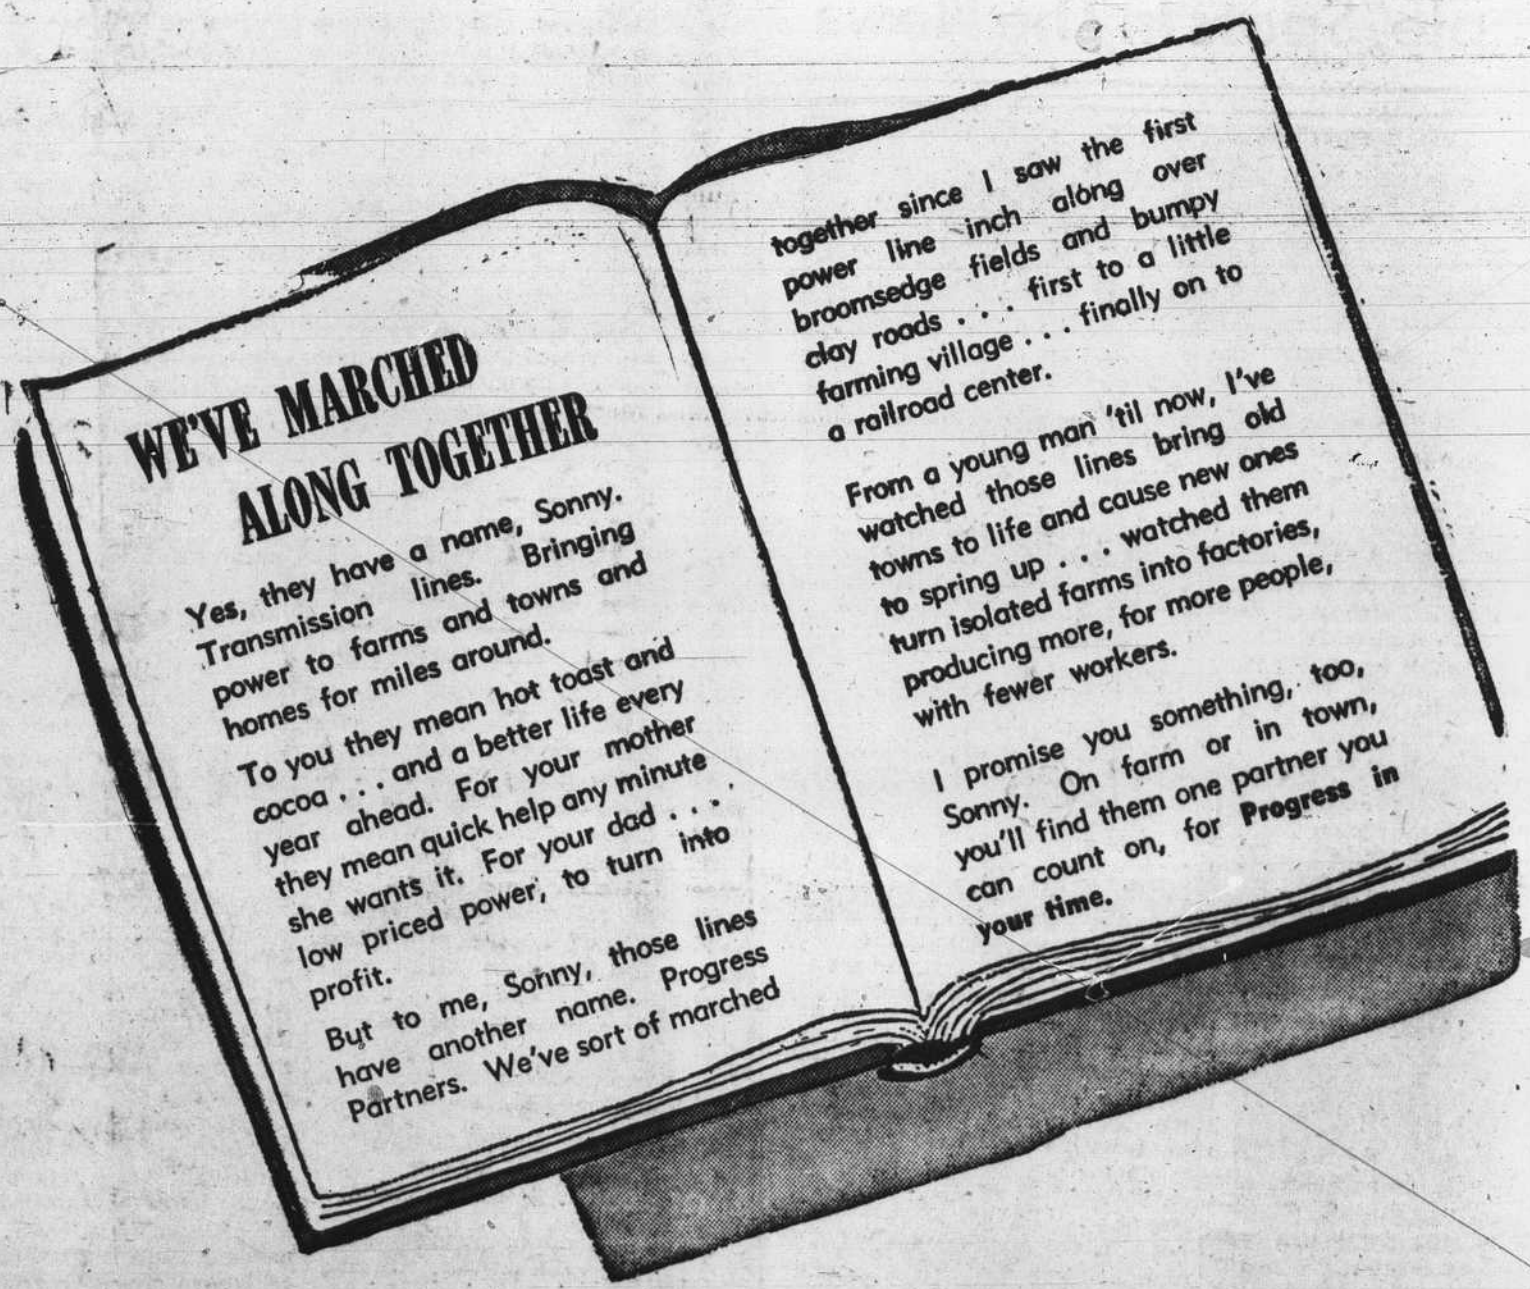 WE'VE MARCHED
ALONG TOGETHER
Yes, they have a name, Sonny.
Transmission lines. Bringing
power to farms and towns and
homes for miles around.
To you they mean hot toast and
cocoa . . . and a better life every
year ahead. For your mother
they mean quick help any minute
she wants it. For your dad . . .
low priced power, to turn into
profit.
But to me, Sonny, those lines
have another name. Progress
Partners. We've sort of marched
together since I saw the first
power line inch along over
broomsedge fields and bumpy
clay roads . . . first to a little
farming village . . . finally on to
a railroad center.
From a young man 'til now, I've
watched those lines bring old
towns to life and cause new ones
to spring up . . . watched them
turn isolated farms into factories,
producing more, for more people,
with fewer workers.
I promise you something, too,
Sonny. On farm or in town,
you'll find them one partner you
can count on, for Progress in
your time.